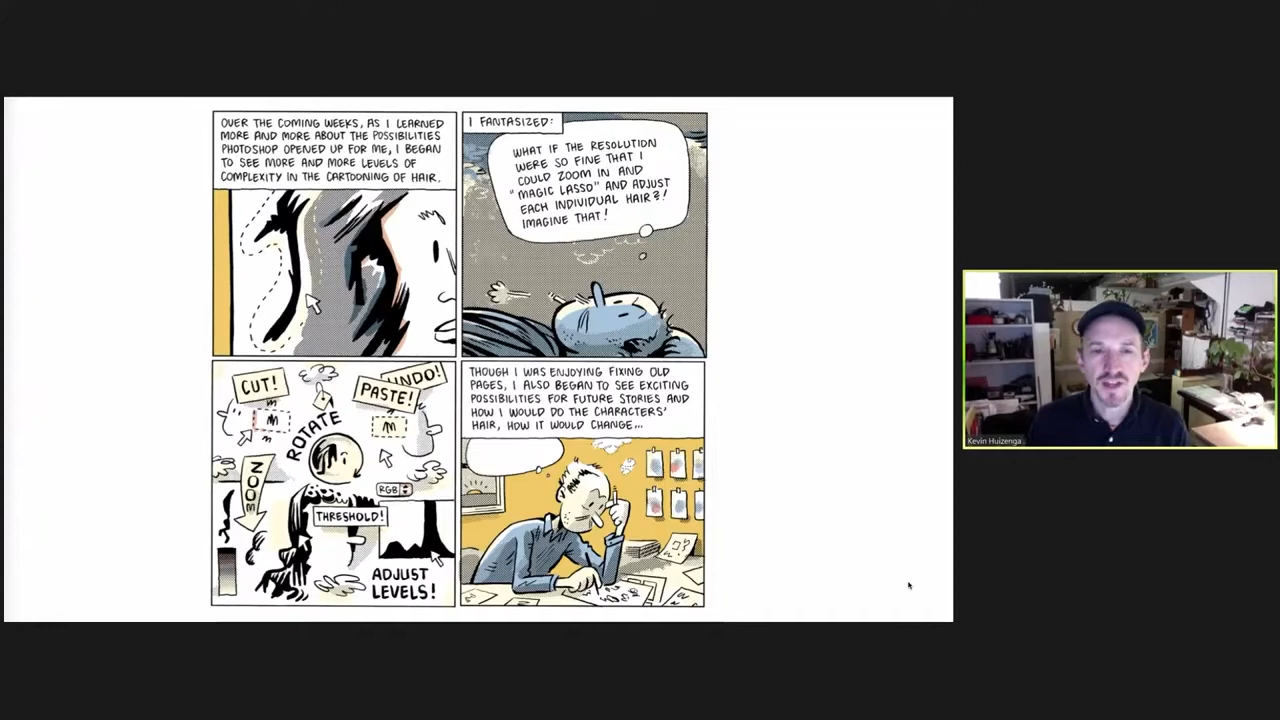 OVER THE COMING WEEKS, AS I LEARNED
MORE AND MORE ABOUT THE POSSIBILITIES
PHOTOSHOP OPENED UP FOR ME, I BEGAN
TO SEE MORE AND MORE LEVELS OF
COMPLEXITY IN THE CARTOONING OF HAIR.
I FANTASIZED:
WHAT IF THE RESOLUTION
WERE SO FINE THAT I
COULD ZOOM IN AND
"MAGIC LASSO" AND ADJUST
EACH INDIVIDUAL HAIR?!
IMAGINE THAT!
CUT!
UNDO!
PASTE!
ROTATE
ZOOM
RGB
THRESHOLD!
ADJUST
LEVELS!
THOUGH I WAS ENJOYING FIXING OLD
PAGES, I ALSO BEGAN TO SEE EXCITING
POSSIBILITIES FOR FUTURE STORIES AND
HOW I WOULD DO THE CHARACTERS'
HAIR, HOW IT WOULD CHANGE...
Kevin Huizenga